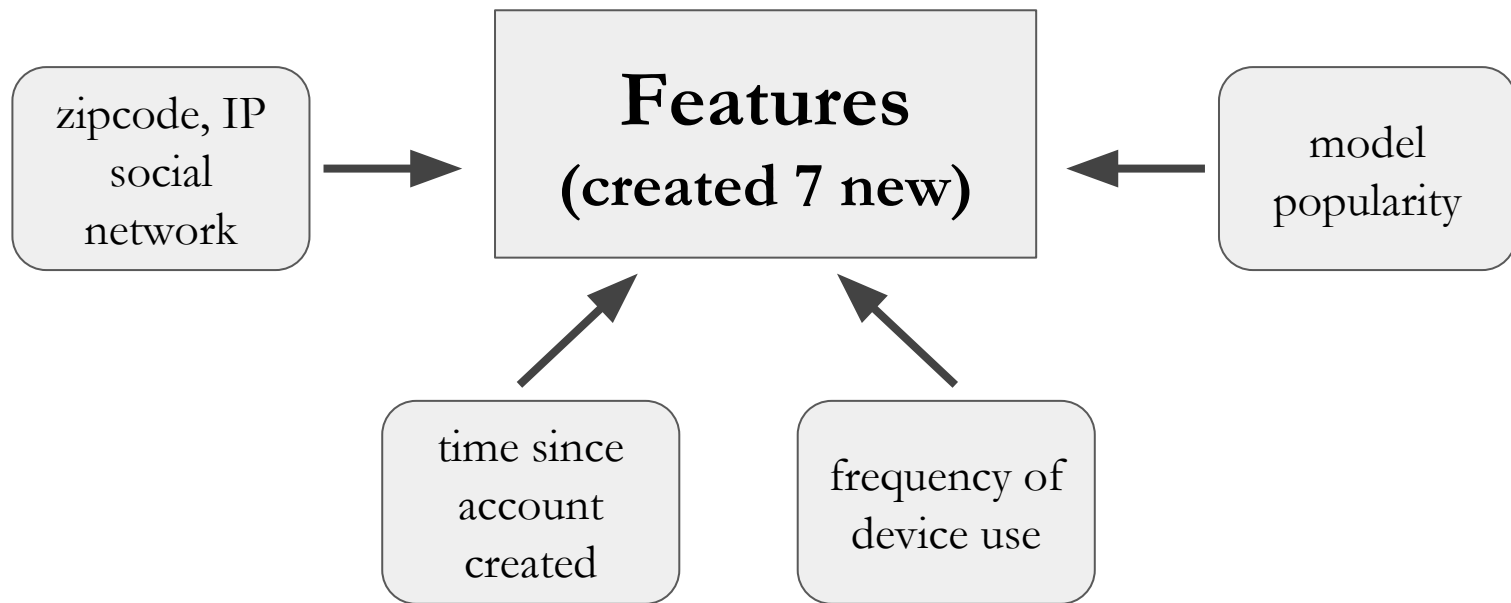 Features
(created 7 new)
zipcode, IP
social
network
model
popularity
time since
account
created
frequency of
device use